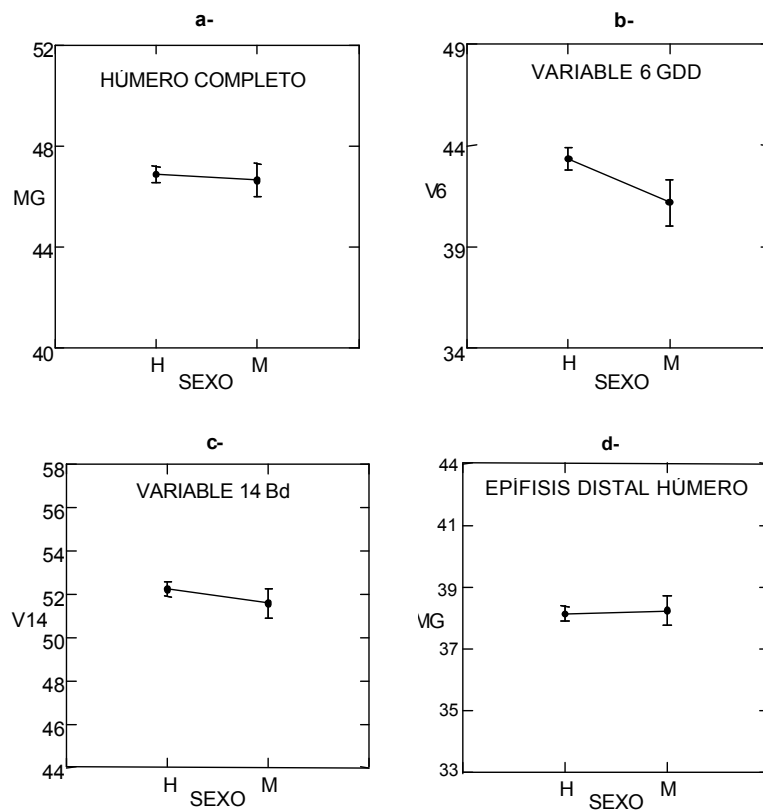 a-
52
HÚMERO COMPLETO
48
MG
44
40
H M
SEXO
b-
49
VARIABLE 6 GDD
44
V6
39
34
H M
SEXO
c-
58
VARIABLE 14 Bd
56
54
52
V14
50
48
46
44
H M
SEXO
d-
44
EPÍFISIS DISTAL HÚMERO
41
39
MG
37
35
33
H M
SEXO